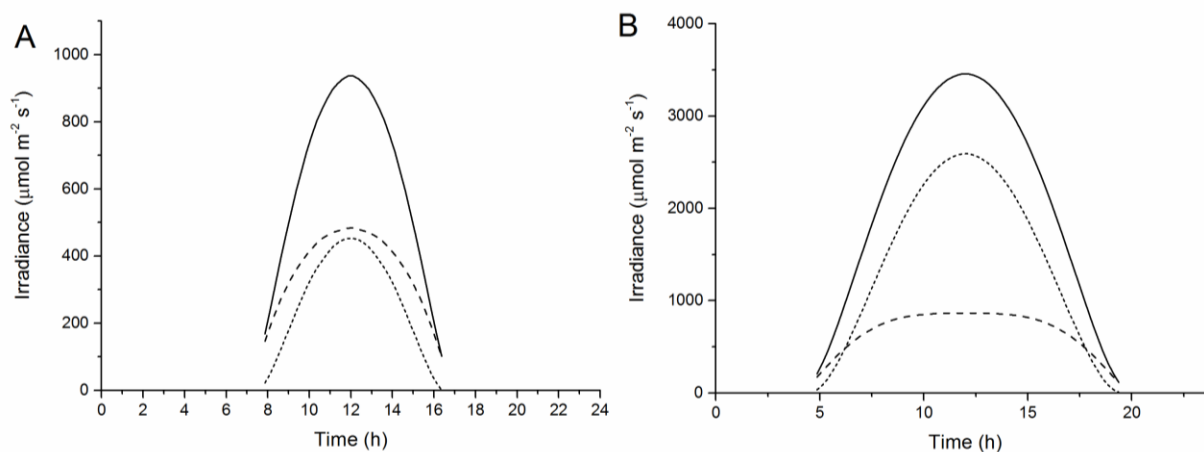 A
Irradiance (μmol m⁻² s⁻¹)
1000
800
600
400
200
0
0 2 4 6 8 10 12 14 16 18 20 22 24
Time (h)
B
Irradiance (μmol m⁻² s⁻¹)
4000
3000
2000
1000
0
0 5 10 15 20
Time (h)